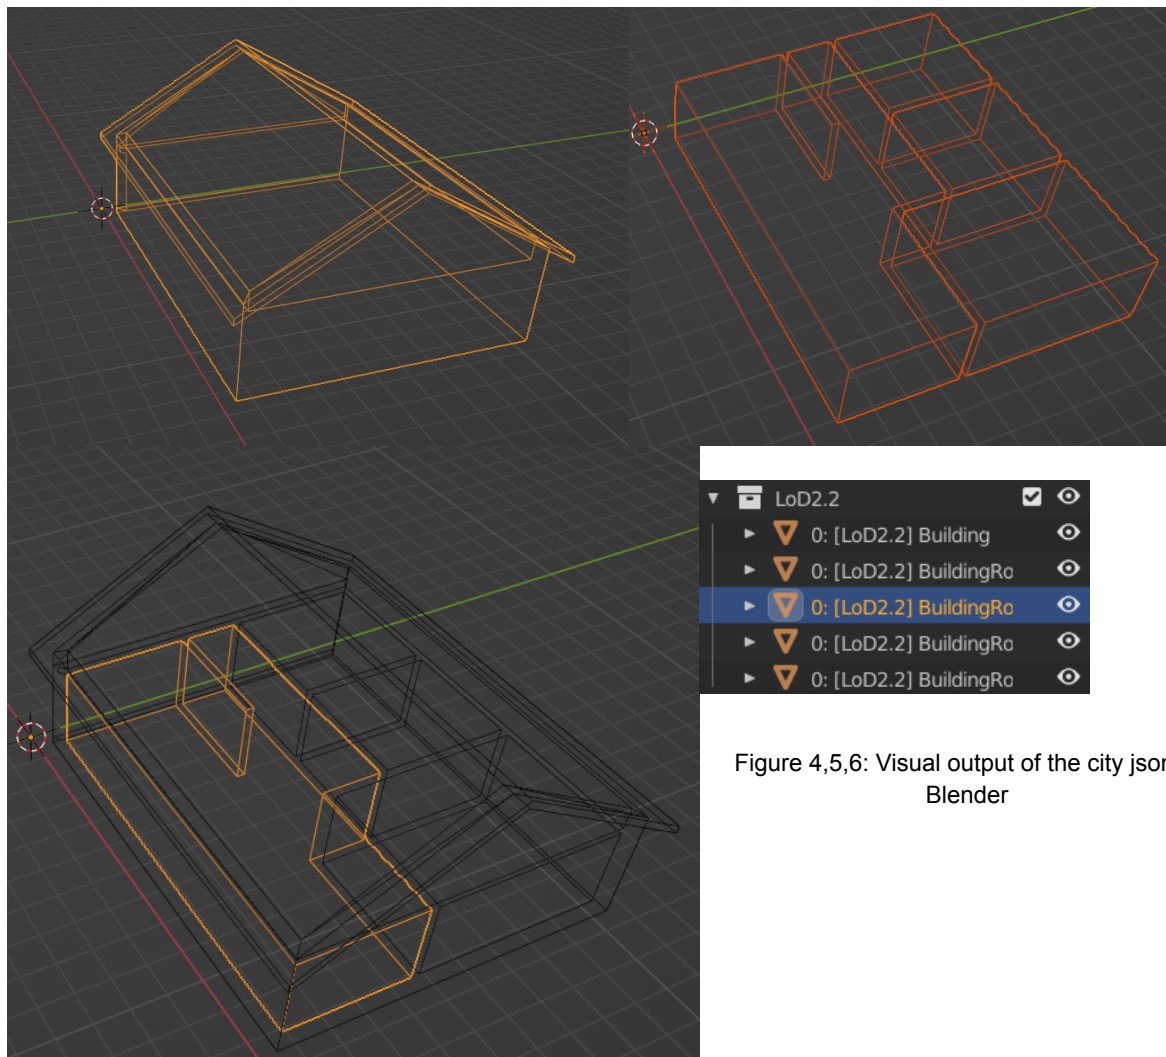 LoD2.2
0: [LoD2.2] Building
0: [LoD2.2] BuildingRo
0: [LoD2.2] BuildingRo
0: [LoD2.2] BuildingRo
0: [LoD2.2] BuildingRo
Figure 4,5,6: Visual output of the city jsor
Blender